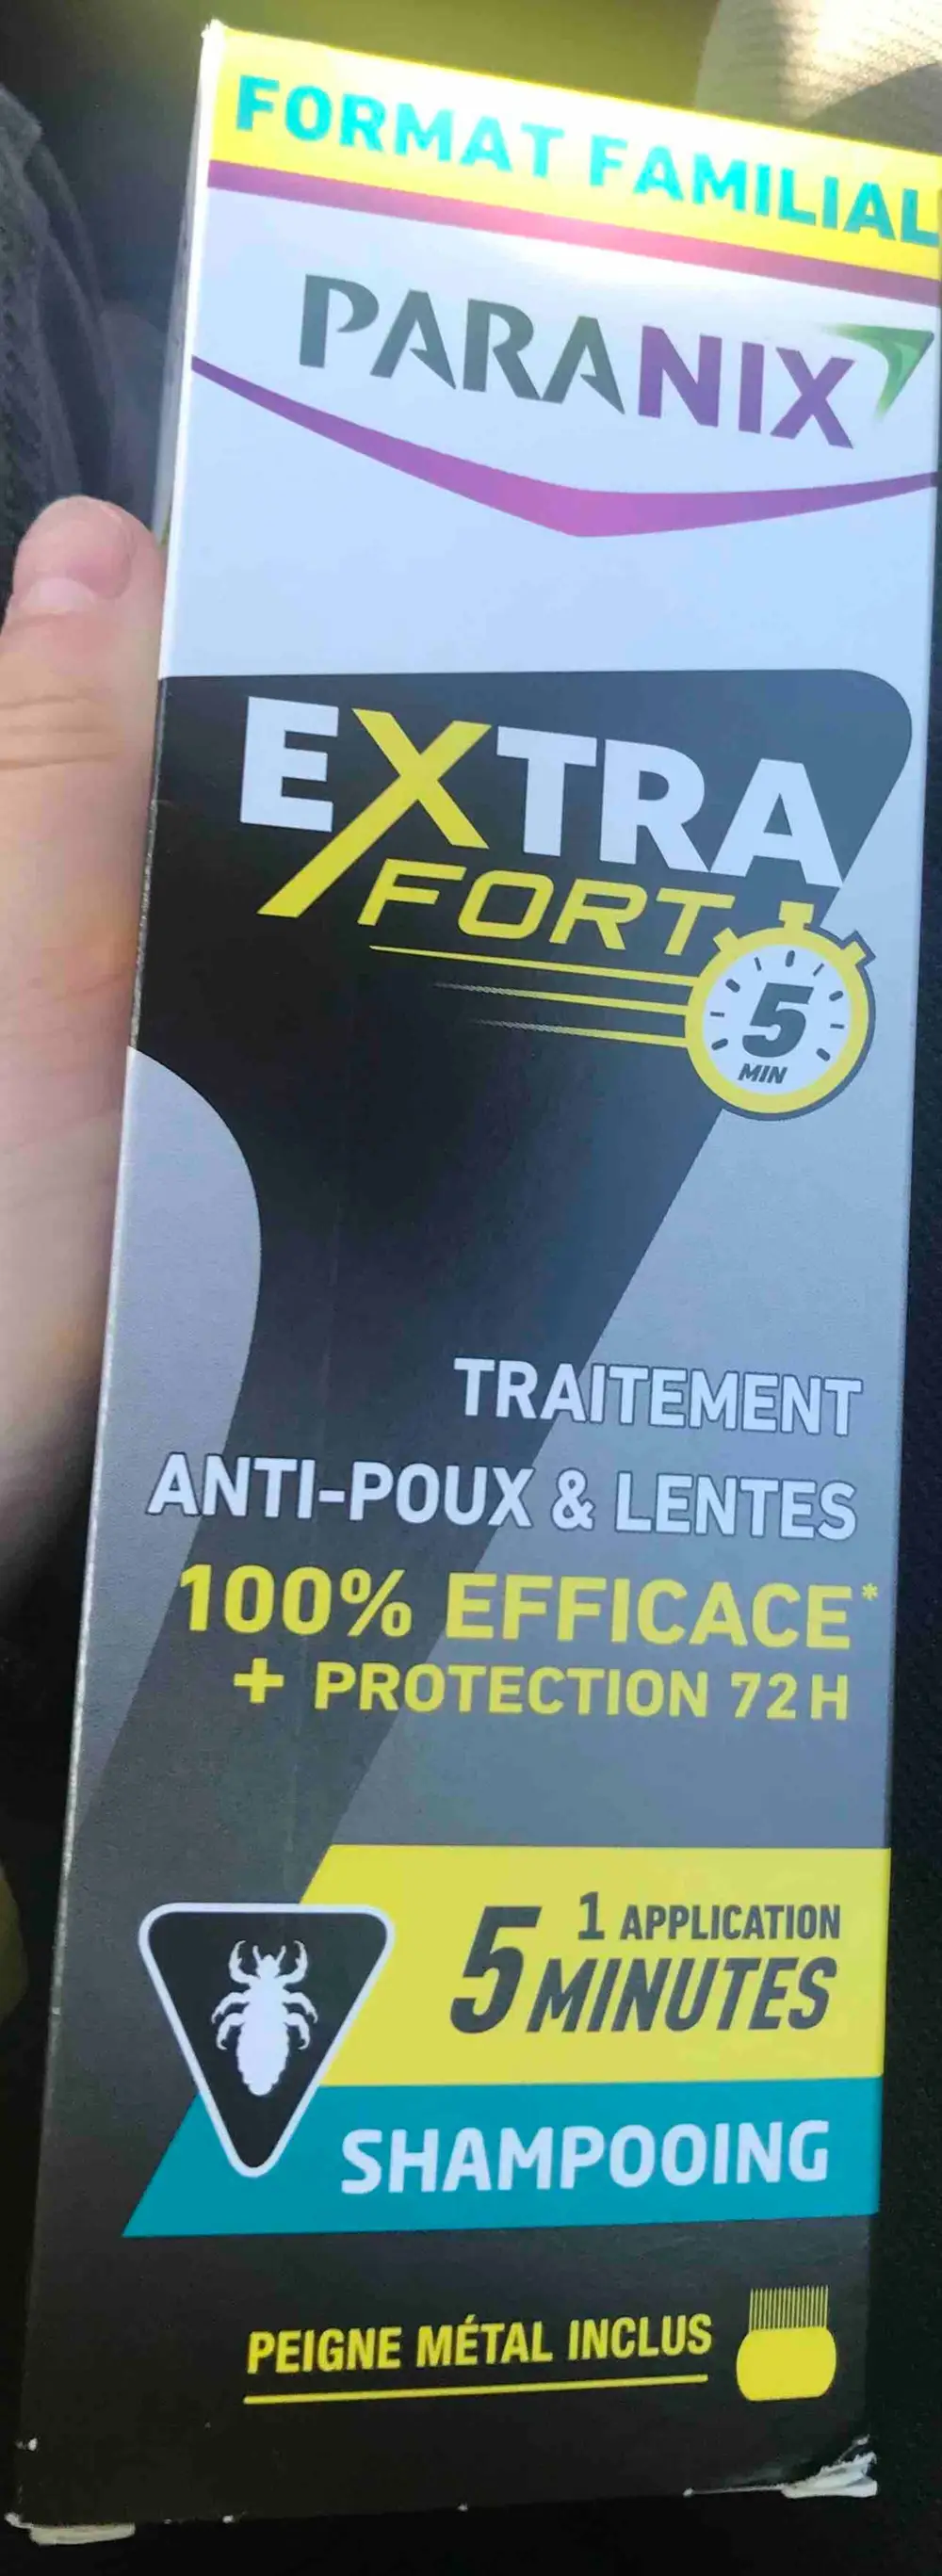 FORMAT FAMILIAL
PARANIX
EXTRA
FORT
5
MIN
TRAITEMENT
ANTI-POUX & LENTES
100% EFFICACE*
+ PROTECTION 72H
1 APPLICATION
5 MINUTES
SHAMPOOING
PEIGNE MÉTAL INCLUS